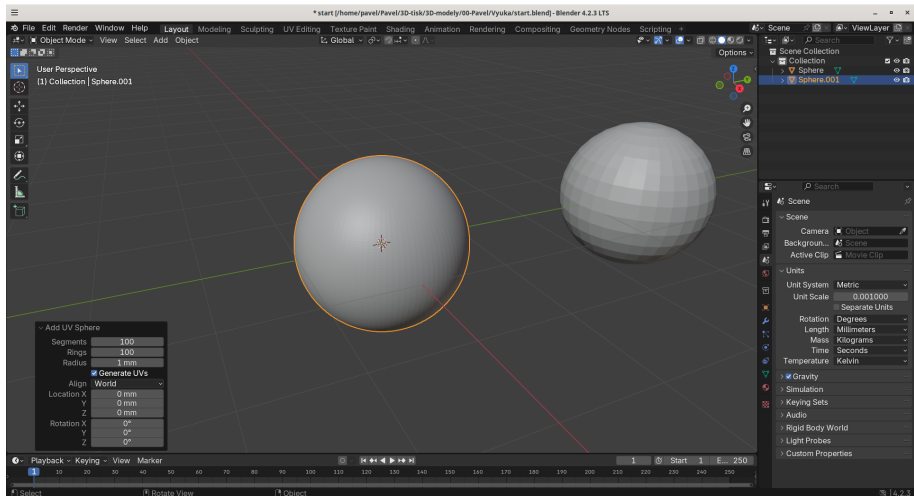 * start [/home/pavel/Pavel/3D-tisk/3D-modely/00-Pavel/Vyuka/start.blend] - Blender 4.2.3 LTS
File Edit Render Window Help Layout Modeling Sculpting UV Editing Texture Paint Shading Animation Rendering Compositing Geometry Nodes Scripting + Scene ViewLayer
Object Mode View Select Add Object Global Search
Options
Scene Collection
Collection
Sphere
Sphere.001
User Perspective
(1) Collection | Sphere.001
Search
Scene
Scene
Camera Object
Backgroun... Scene
Active Clip Movie Clip
Units
Unit System Metric
Unit Scale 0.001000
Separate Units
Rotation Degrees
Length Millimeters
Mass Kilograms
Time Seconds
Temperature Kelvin
Gravity
Simulation
Keying Sets
Audio
Rigid Body World
Light Probes
Custom Properties
Add UV Sphere
Segments 100
Rings 100
Radius 1 mm
Generate UVs
Align World
Location X 0 mm
Y 0 mm
Z 0 mm
Rotation X 0°
Y 0°
Z 0°
Playback Keying View Marker 1 Start 1 E... 250
1 10 20 30 40 50 60 70 80 90 100 110 120 130 140 150 160 170 180 190 200 210 220 230 240 250
Select Rotate View Object 4.2.3